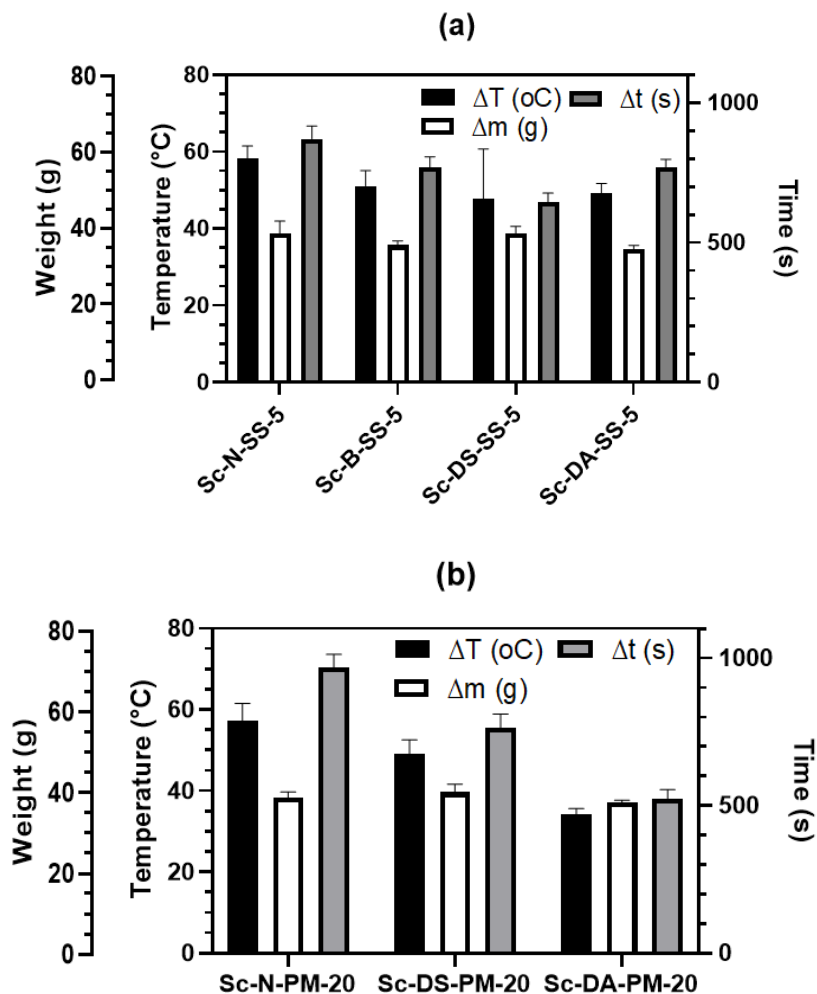 (a)
Weight (g)
80
60
40
20
0
Temperature (°C)
80
60
40
20
0
ΔT (oC)
Δt (s)
Δm (g)
1000
500
0
Time (s)
Sc-N-SS-5
Sc-B-SS-5
Sc-DS-SS-5
Sc-DA-SS-5
(b)
Weight (g)
80
60
40
20
0
Temperature (°C)
80
60
40
20
0
ΔT (oC)
Δt (s)
Δm (g)
1000
500
0
Time (s)
Sc-N-PM-20
Sc-DS-PM-20
Sc-DA-PM-20